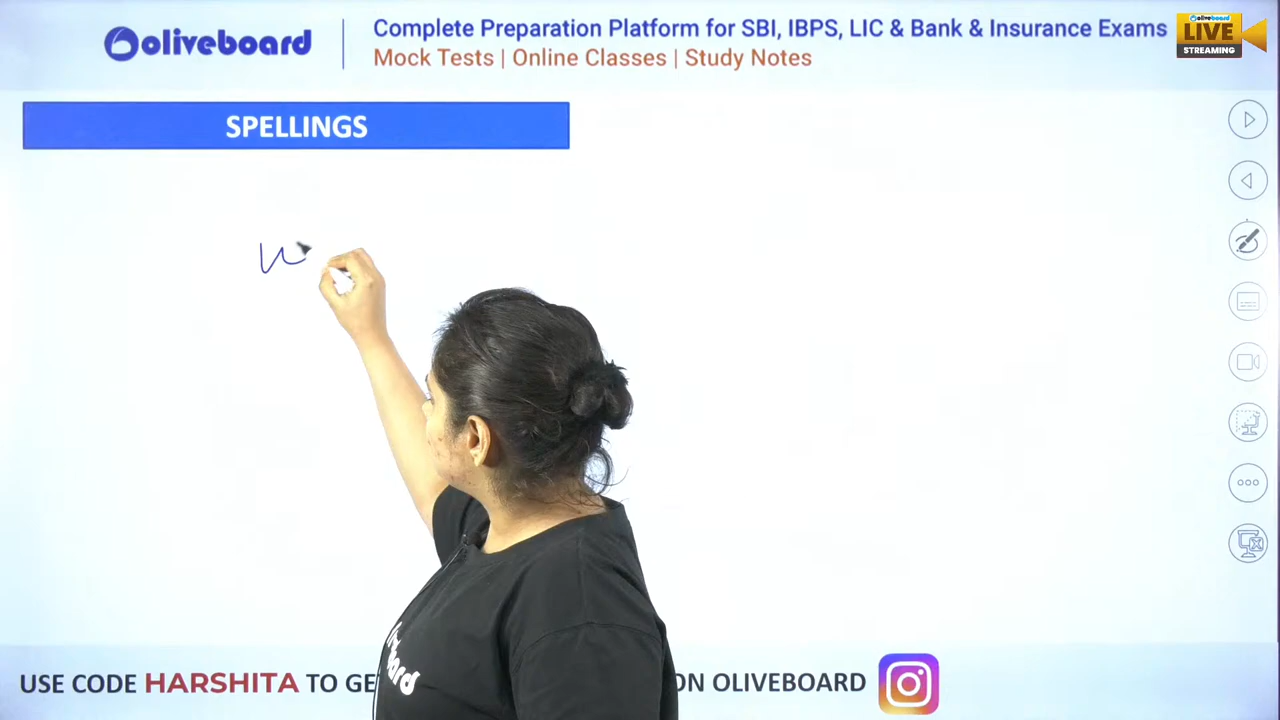 oliveboard
Complete Preparation Platform for SBI, IBPS, LIC & Bank & Insurance Exams
Mock Tests | Online Classes | Study Notes
oliveboard
LIVE
STREAMING
SPELLINGS
USE CODE HARSHITA TO GE ON OLIVEBOARD